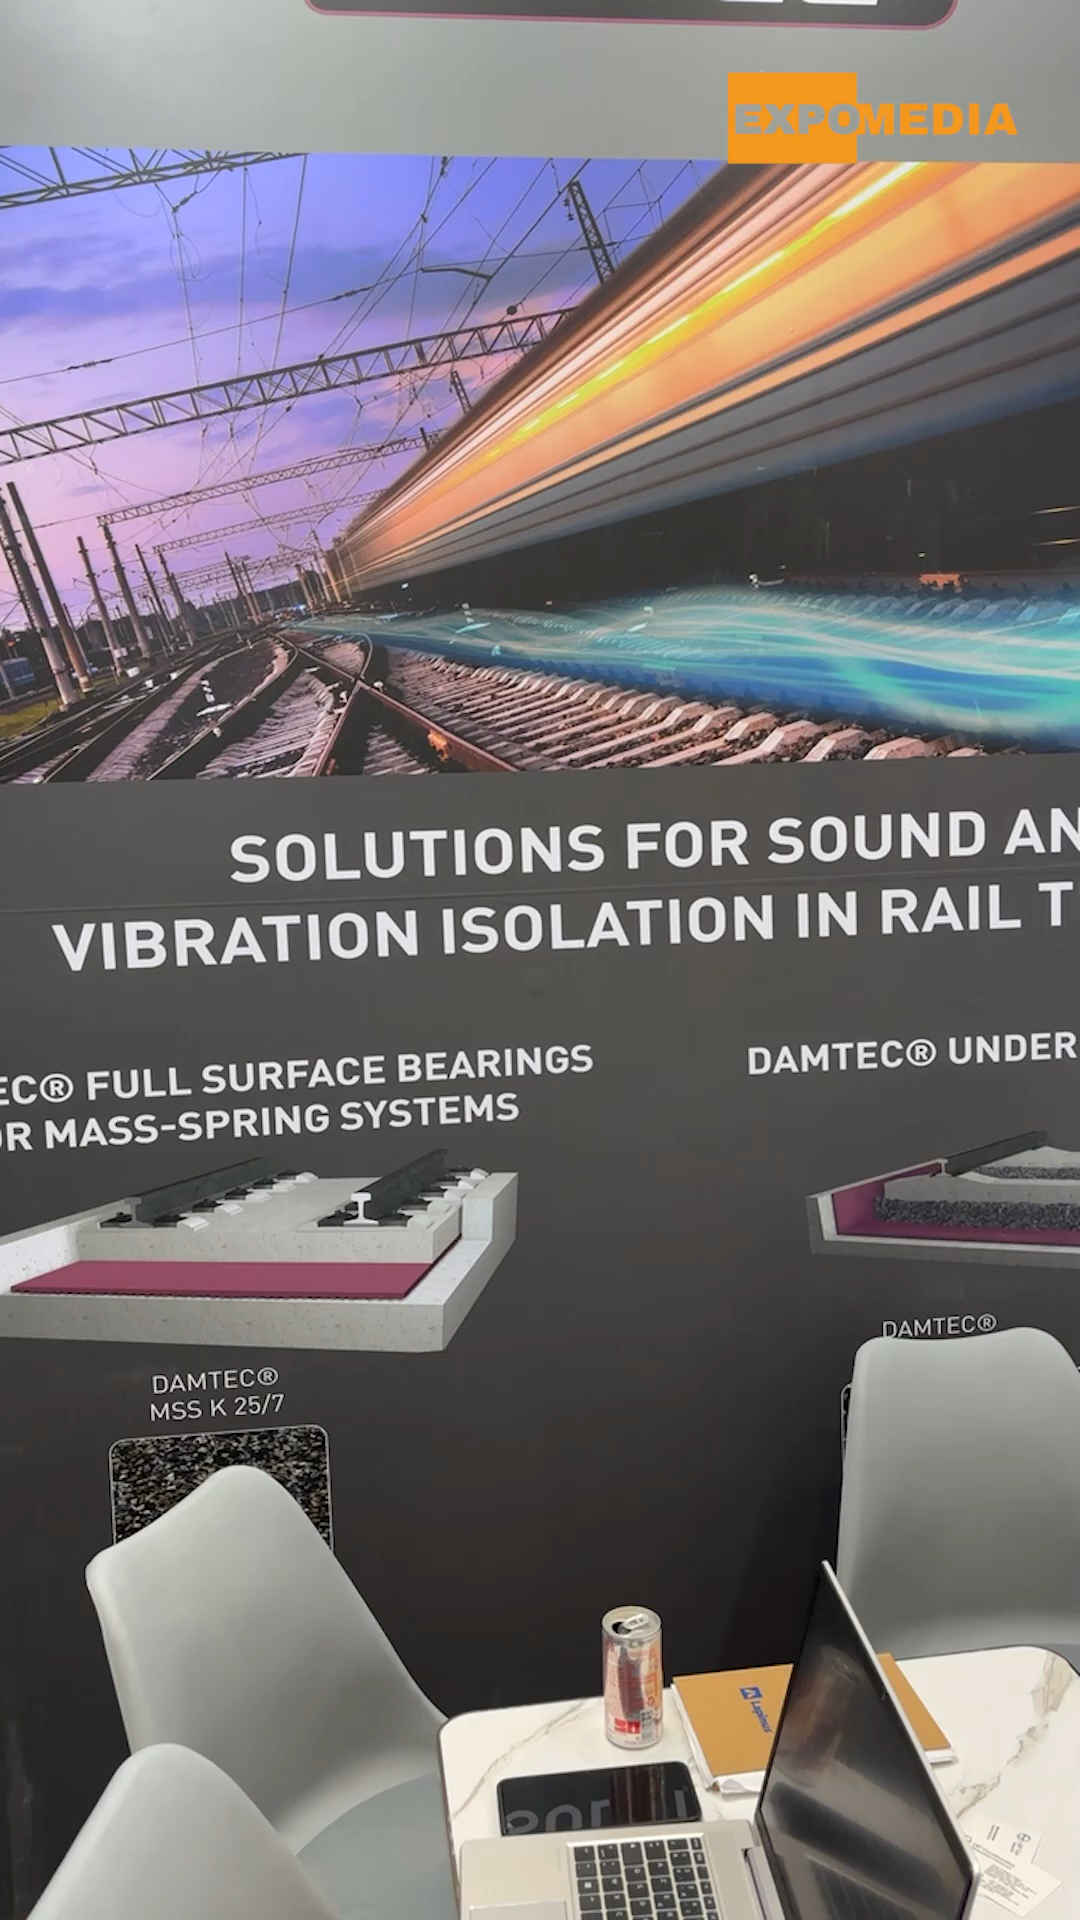 EXPOMEDIA
SOLUTIONS FOR SOUND AN
VIBRATION ISOLATION IN RAIL T
EC® FULL SURFACE BEARINGS
OR MASS-SPRING SYSTEMS
DAMTEC® UNDER
DAMTEC®
MSS K 25/7
DAMTEC®
Lapinus